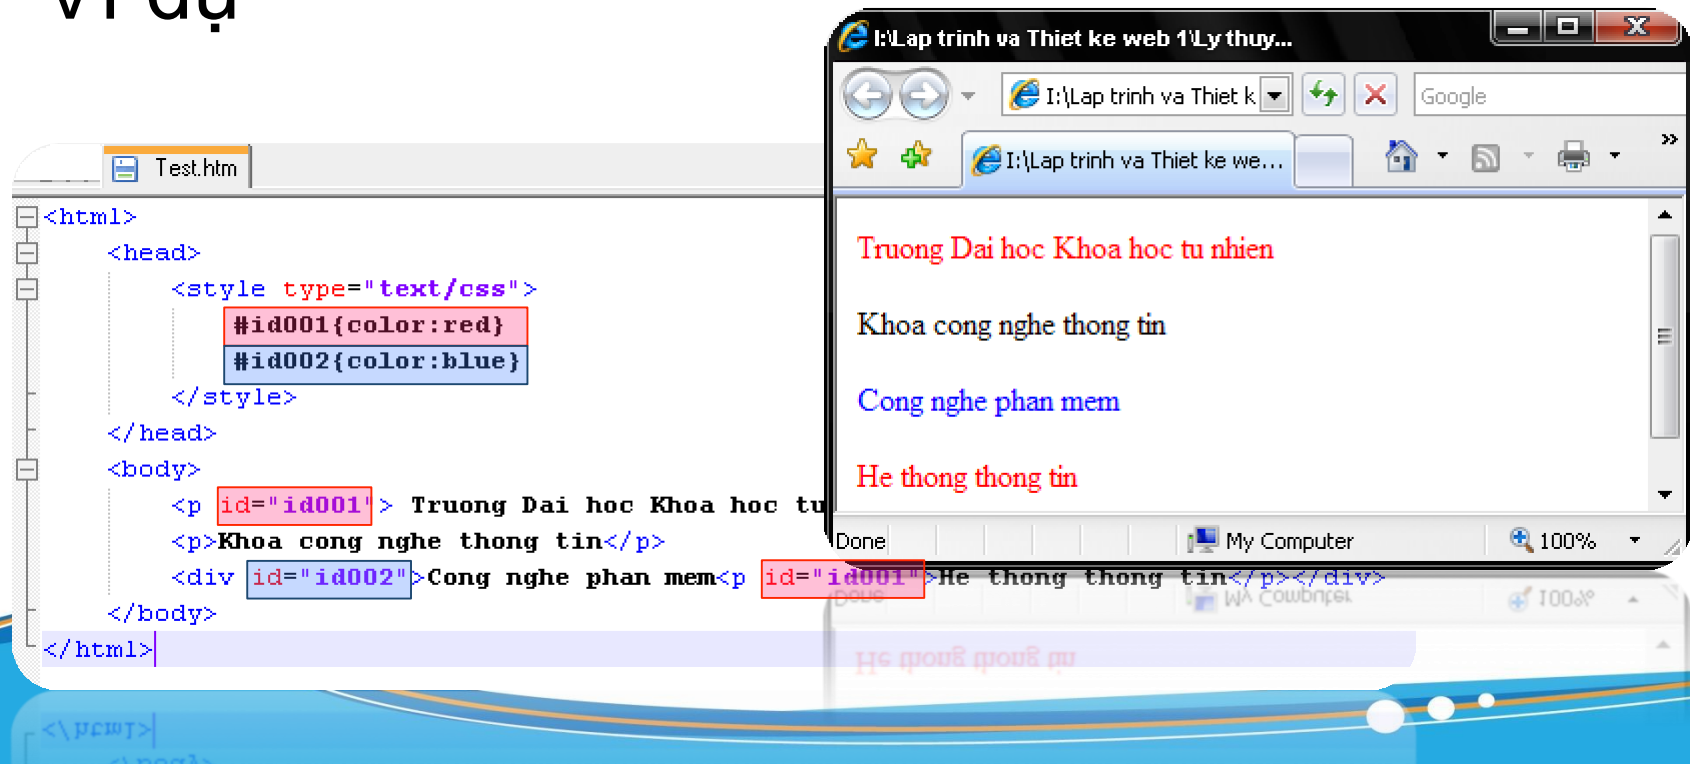 Ví dụ
Test.htm
<html>
<head>
<style type="text/css">
#id001{color:red}
#id002{color:blue}
</style>
</head>
<body>
<p id="id001"> Truong Dai hoc Khoa hoc tu
<p>Khoa cong nghe thong tin</p>
<div id="id002">Cong nghe phan mem<p id="id001">He thong thong tin</p></div>
</body>
</html>
I:\Lap trinh va Thiet ke web 1\Ly thuy...
I:\Lap trinh va Thiet k
Google
I:\Lap trinh va Thiet ke we...
Truong Dai hoc Khoa hoc tu nhien
Khoa cong nghe thong tin
Cong nghe phan mem
He thong thong tin
Done
My Computer
100%